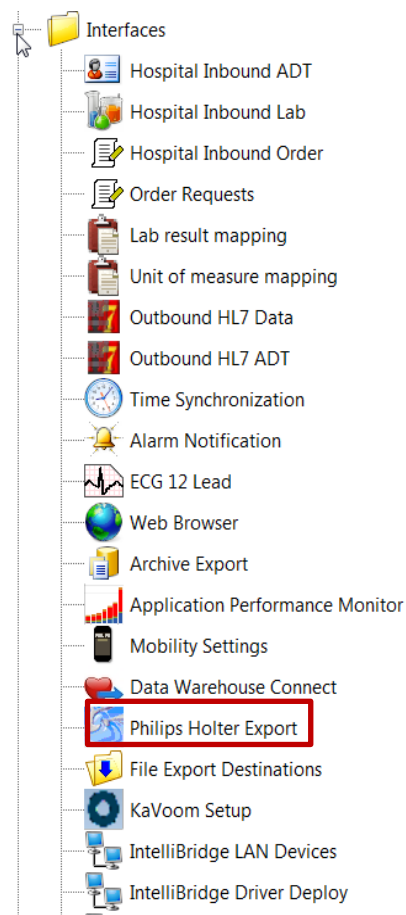 Interfaces
Hospital Inbound ADT
Hospital Inbound Lab
Hospital Inbound Order
Order Requests
Lab result mapping
Unit of measure mapping
Outbound HL7 Data
Outbound HL7 ADT
Time Synchronization
Alarm Notification
ECG 12 Lead
Web Browser
Archive Export
Application Performance Monitor
Mobility Settings
Data Warehouse Connect
Philips Holter Export
File Export Destinations
KaVoom Setup
IntelliBridge LAN Devices
IntelliBridge Driver Deploy